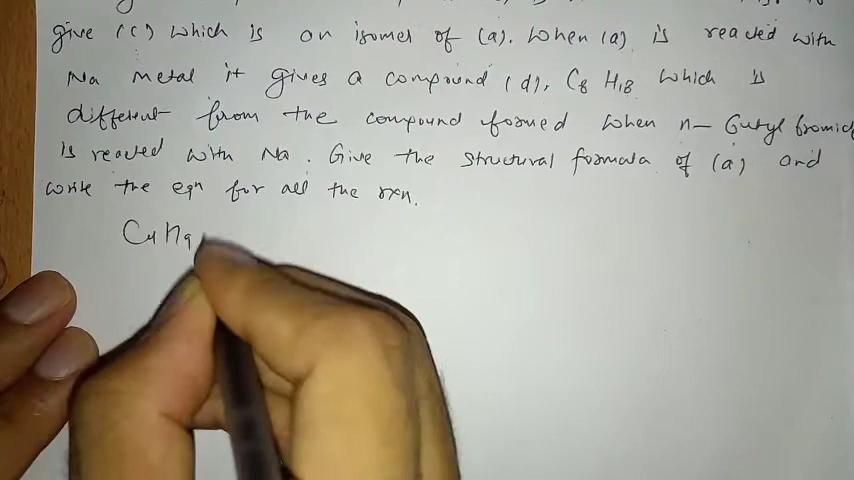 give (c) which is an isomer of (a). When (a) is reacted with
Na metal it gives a compound (d), C8 H18 which is
different from the compound formed when n- Butyl bromid
is reacted with Na. Give the structural formala of (a) and
write the eqn for all the rxn.
C4H9